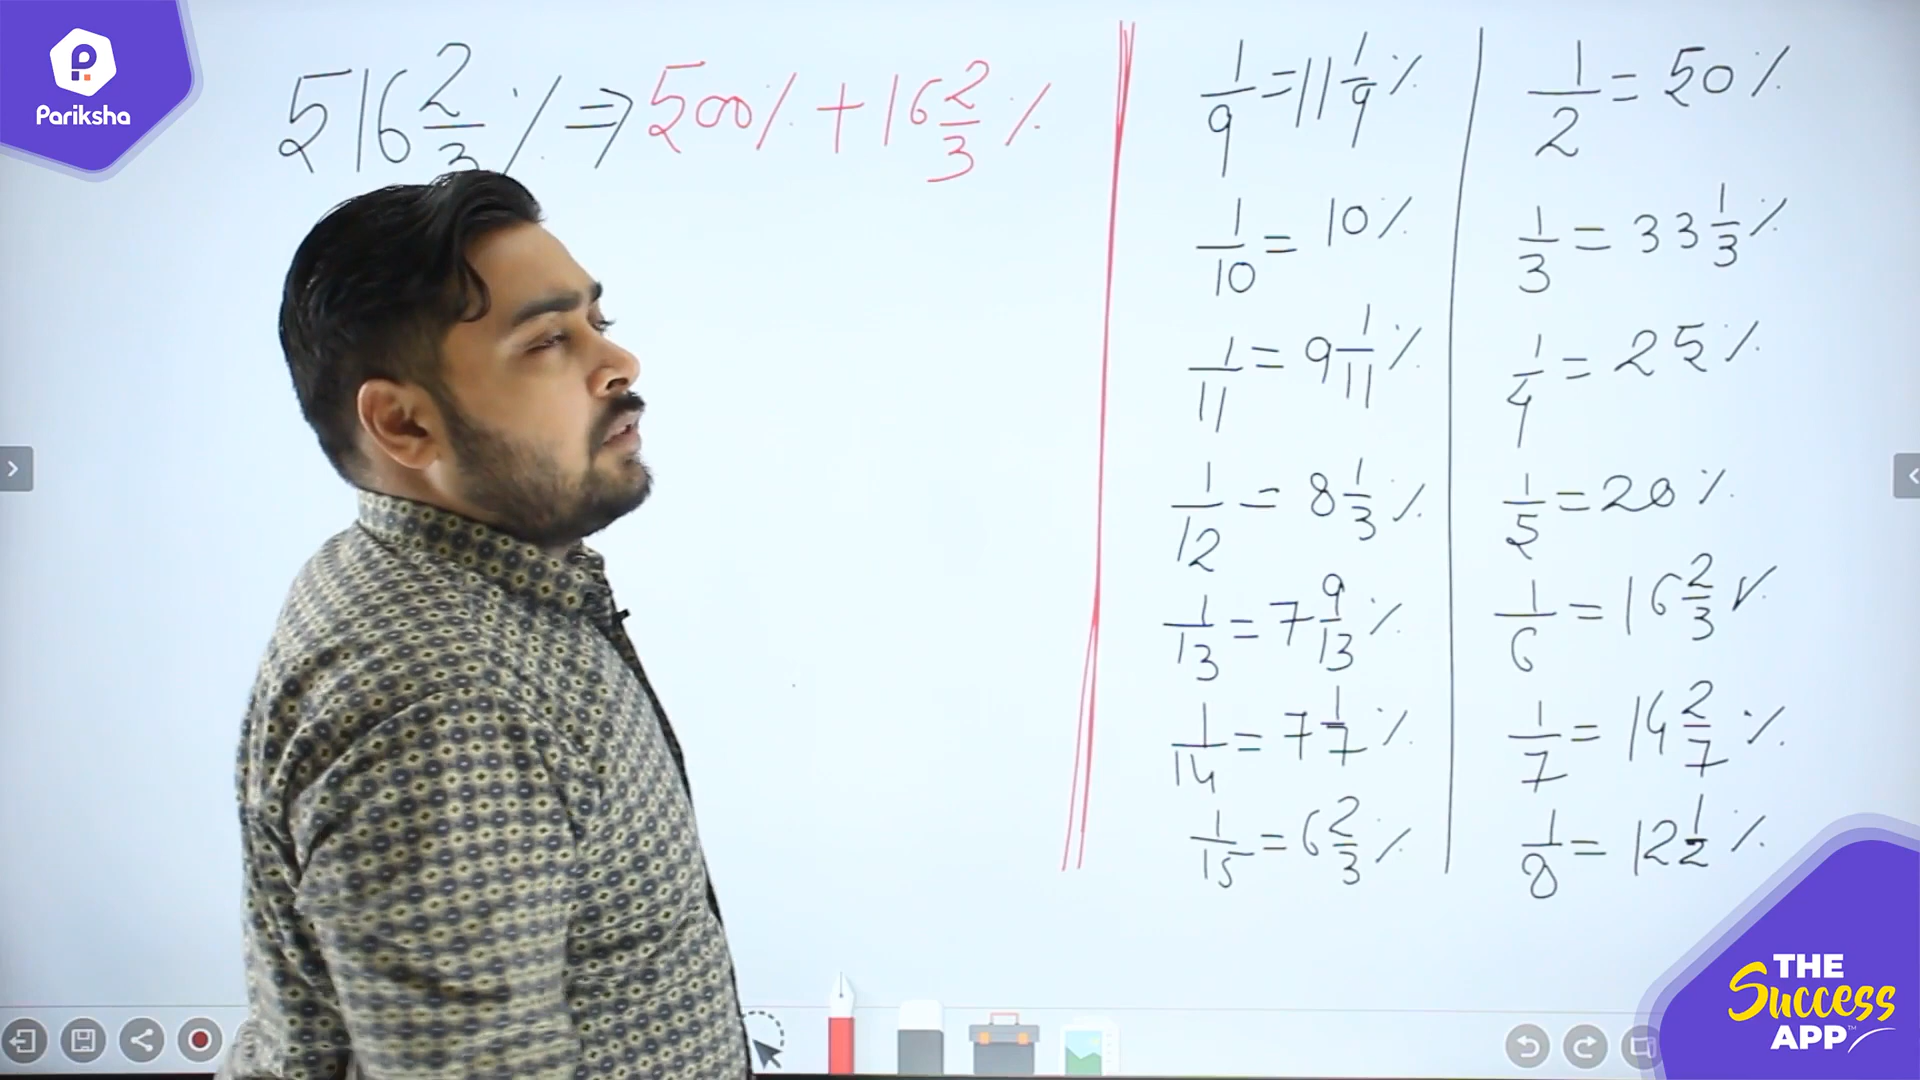 Pariksha
516 2/3 % ⇒ 500% + 16 2/3 %
1/9 = 11 1/9 %
1/10 = 10%
1/11 = 9 1/11 %
1/12 = 8 1/3 %
1/13 = 7 9/13 %
1/14 = 7 1/7 %
1/15 = 6 2/3 %
1/2 = 50%
1/3 = 33 1/3 %
1/4 = 25%
1/5 = 20%
1/6 = 16 2/3 ✓
1/7 = 14 2/7 %
1/8 = 12 1/2 %
THE
Success
APP™